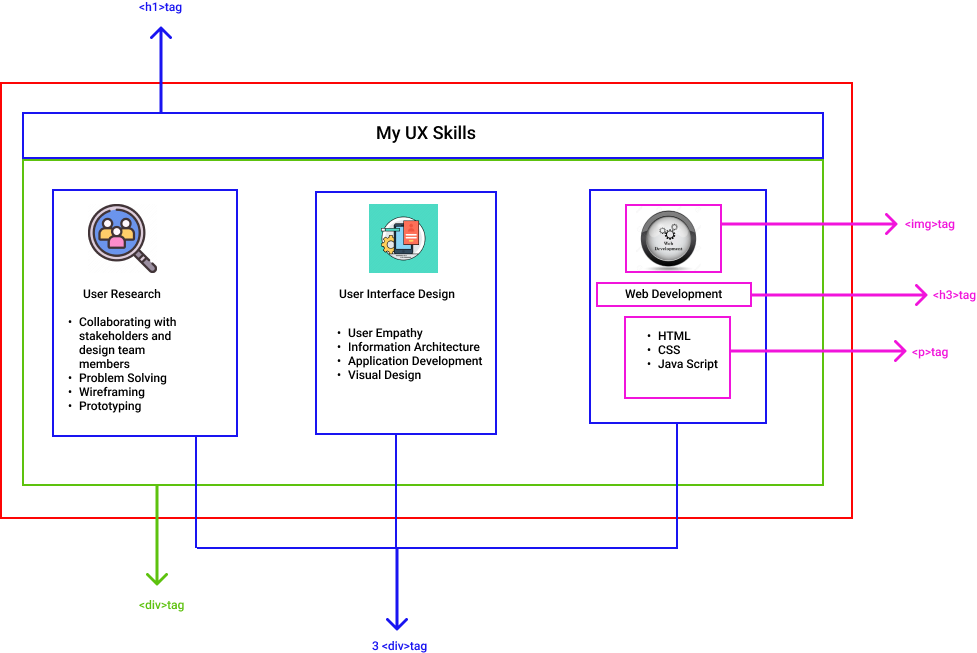 <h1>tag
My UX Skills
<img>tag
Web
Development
User Research
User Interface Design
Web Development
<h3>tag
• Collaborating with
stakeholders and
design team
members
• Problem Solving
• Wireframing
• Prototyping
• User Empathy
• Information Architecture
• Application Development
• Visual Design
• HTML
• CSS
• Java Script
<p>tag
<div>tag
3 <div>tag